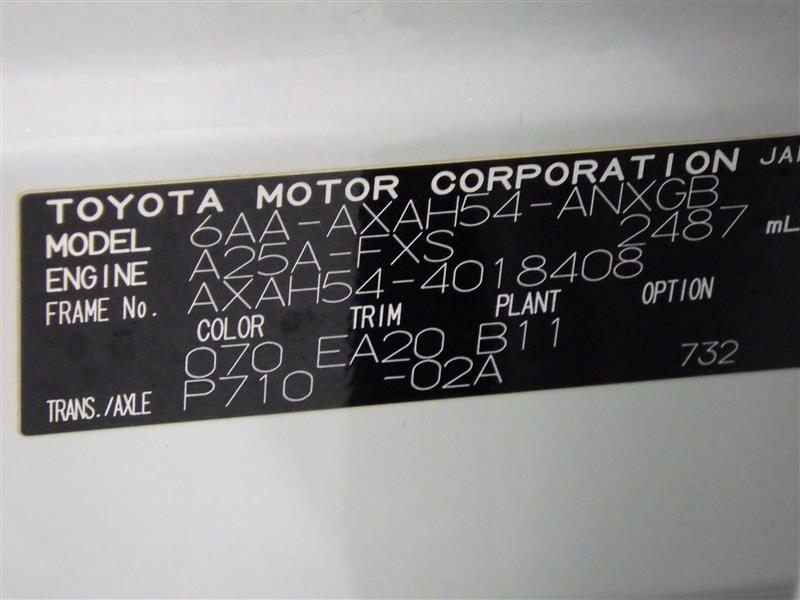 TOYOTA MOTOR CORPORATION
MODEL 6AA-AXAH54-ANXGB
ENGINE A25A-FXS 2487 mL
FRAME No. AXAH54-4018408
COLOR TRIM PLANT OPTION
070 EA20 B11
TRANS./AXLE P710 -02A 732